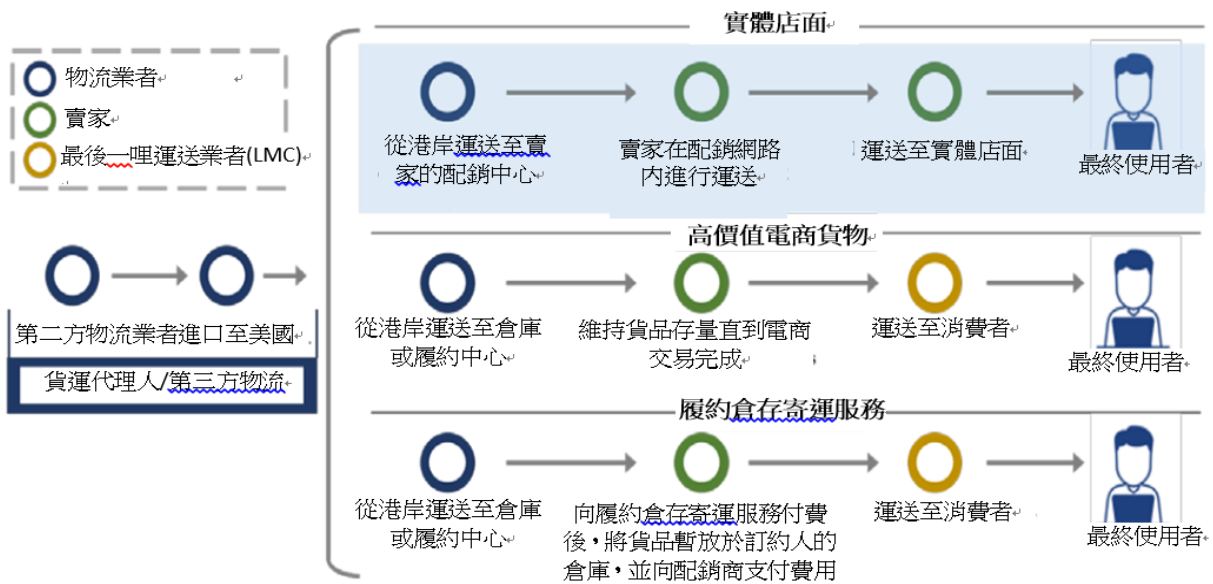 實體店面
物流業者
賣家
最後一哩運送業者(LMC)
從港岸運送至賣
家的配銷中心
賣家在配銷網路
內進行運送
運送至實體店面
最終使用者
高價值電商貨物
第二方物流業者進口至美國
貨運代理人/第三方物流
從港岸運送至倉庫
或履約中心
維持貨品存量直到電商
交易完成
運送至消費者
最終使用者
履約倉存寄運服務
從港岸運送至倉庫
或履約中心
向履約倉存寄運服務付費
後，將貨品暫放於訂約人的
倉庫，並向配銷商支付費用
運送至消費者
最終使用者